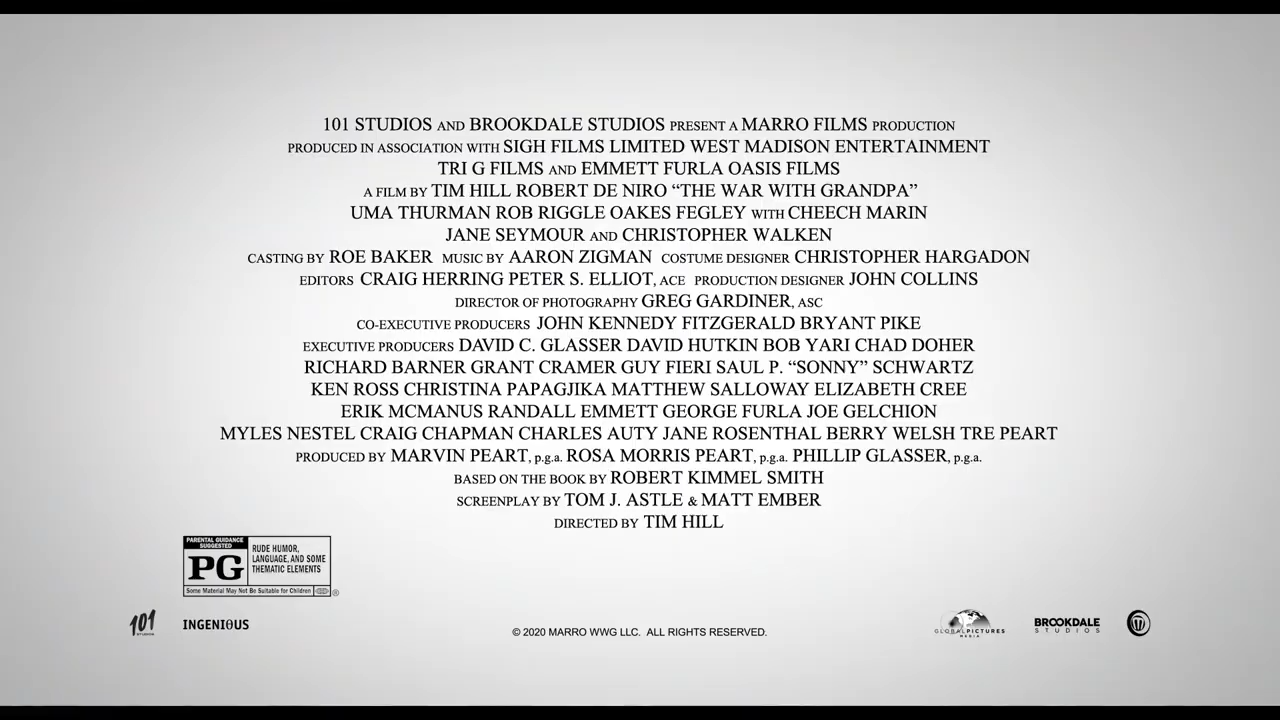 101 STUDIOS AND BROOKDALE STUDIOS PRESENT A MARRO FILMS PRODUCTION
PRODUCED IN ASSOCIATION WITH SIGH FILMS LIMITED WEST MADISON ENTERTAINMENT
TRI G FILMS AND EMMETT FURLA OASIS FILMS
A FILM BY TIM HILL ROBERT DE NIRO “THE WAR WITH GRANDPA”
UMA THURMAN ROB RIGGLE OAKES FEGLEY WITH CHEECH MARIN
JANE SEYMOUR AND CHRISTOPHER WALKEN
CASTING BY ROE BAKER MUSIC BY AARON ZIGMAN COSTUME DESIGNER CHRISTOPHER HARGADON
EDITORS CRAIG HERRING PETER S. ELLIOT, ACE PRODUCTION DESIGNER JOHN COLLINS
DIRECTOR OF PHOTOGRAPHY GREG GARDINER, ASC
CO-EXECUTIVE PRODUCERS JOHN KENNEDY FITZGERALD BRYANT PIKE
EXECUTIVE PRODUCERS DAVID C. GLASSER DAVID HUTKIN BOB YARI CHAD DOHER
RICHARD BARNER GRANT CRAMER GUY FIERI SAUL P. “SONNY” SCHWARTZ
KEN ROSS CHRISTINA PAPAGJIKA MATTHEW SALLOWAY ELIZABETH CREE
ERIK MCMANUS RANDALL EMMETT GEORGE FURLA JOE GELCHION
MYLES NESTEL CRAIG CHAPMAN CHARLES AUTY JANE ROSENTHAL BERRY WELSH TRE PEART
PRODUCED BY MARVIN PEART, p.g.a. ROSA MORRIS PEART, p.g.a. PHILLIP GLASSER, p.g.a.
BASED ON THE BOOK BY ROBERT KIMMEL SMITH
SCREENPLAY BY TOM J. ASTLE & MATT EMBER
DIRECTED BY TIM HILL
PARENTAL GUIDANCE
SUGGESTED
PG
RUDE HUMOR,
LANGUAGE, AND SOME
THEMATIC ELEMENTS
Some Material May Not Be Suitable for Children
®
101
STUDIOS
INGENIOUS
© 2020 MARRO WWG LLC. ALL RIGHTS RESERVED.
GLOBALPICTURES
MEDIA
BROOKDALE
STUDIOS